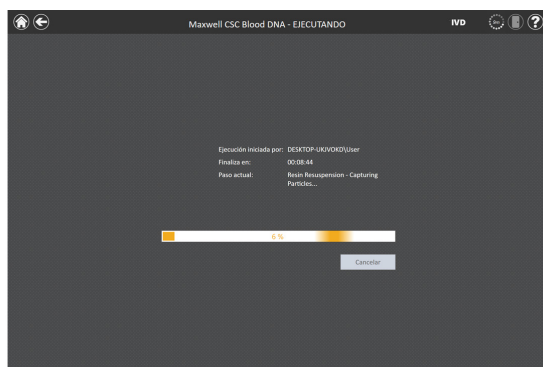 Maxwell CSC Blood DNA - EJECUTANDO
IVD
Ejecución iniciada por: DESKTOP-UKJVOKD\User
Finaliza en: 00:08:44
Paso actual: Resin Resuspension - Capturing
Particles...
6 %
Cancelar